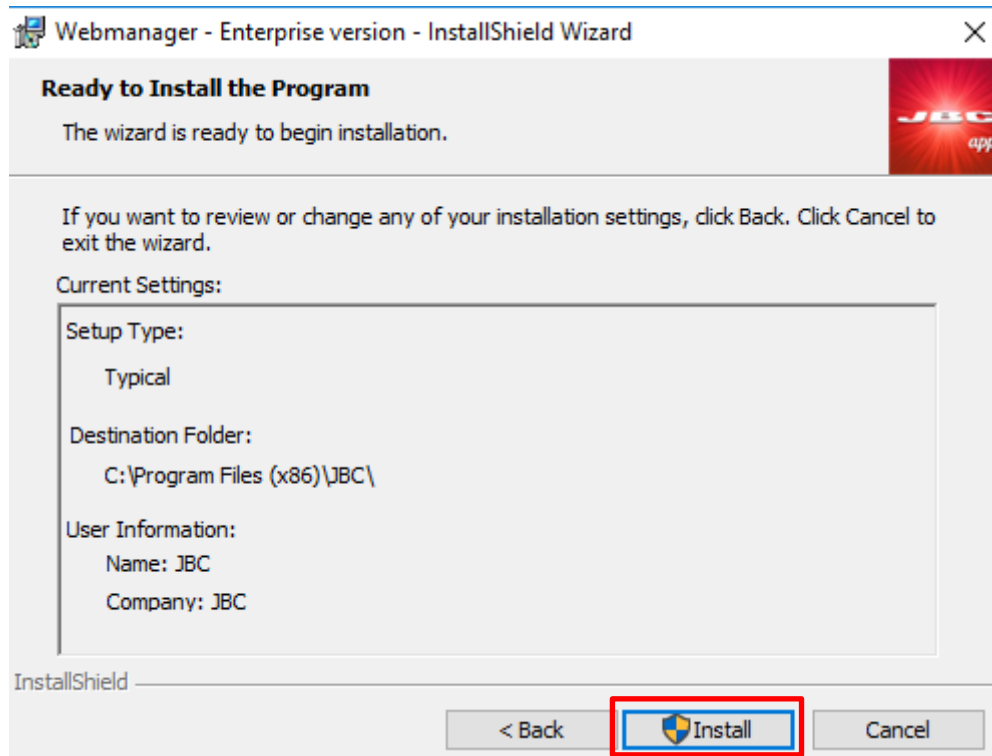 Webmanager - Enterprise version - InstallShield Wizard
Ready to Install the Program
The wizard is ready to begin installation.
JBC
app
If you want to review or change any of your installation settings, click Back. Click Cancel to
exit the wizard.
Current Settings:
Setup Type:
Typical
Destination Folder:
C:\Program Files (x86)\JBC\
User Information:
Name: JBC
Company: JBC
InstallShield
< Back
Install
Cancel